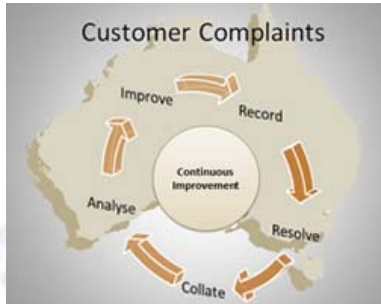 Customer Complaints
Improve
Record
Continuous
Improvement
Analyse
Resolve
Collate